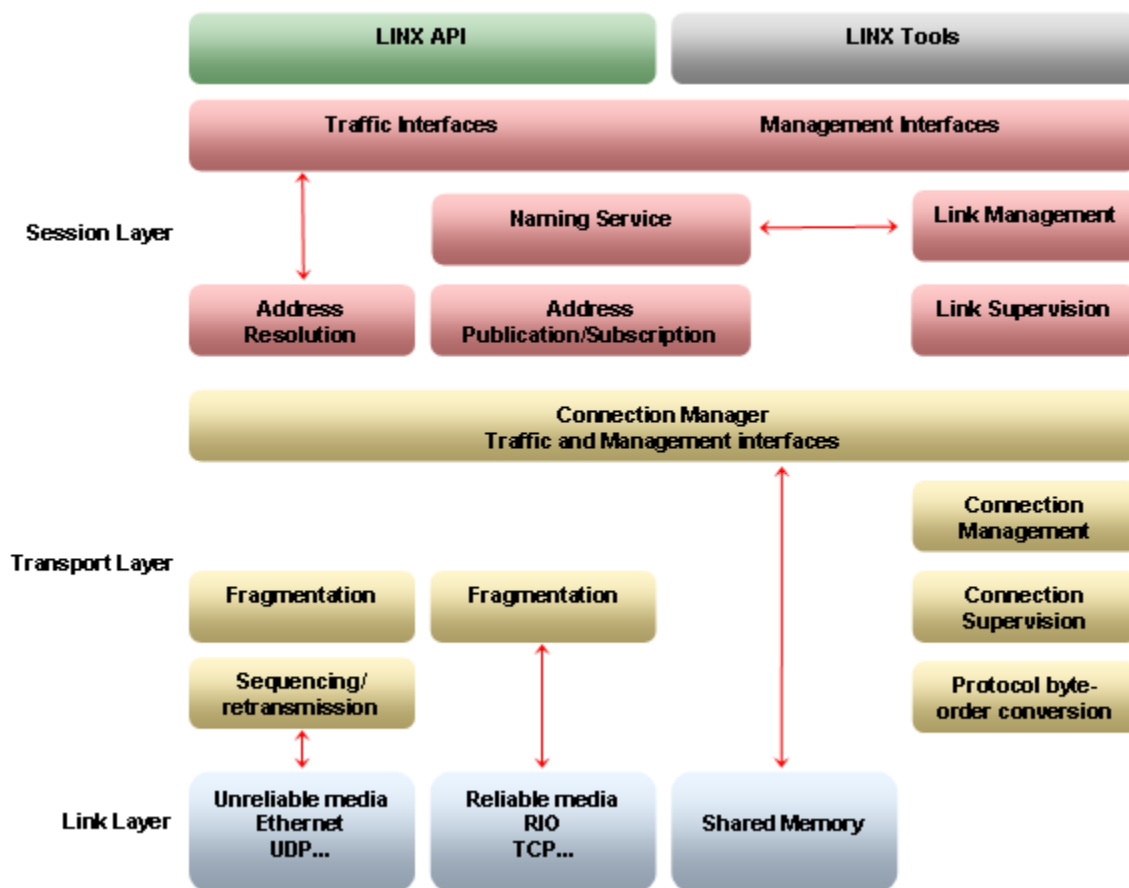 LINX API
LINX Tools
Traffic Interfaces
Management Interfaces
Session Layer
Naming Service
Link Management
Address
Resolution
Address
Publication/Subscription
Link Supervision
Connection Manager
Traffic and Management interfaces
Transport Layer
Connection
Management
Fragmentation
Fragmentation
Connection
Supervision
Sequencing/
retransmission
Protocol byte-
order conversion
Link Layer
Unreliable media
Ethernet
UDP...
Reliable media
RIO
TCP...
Shared Memory